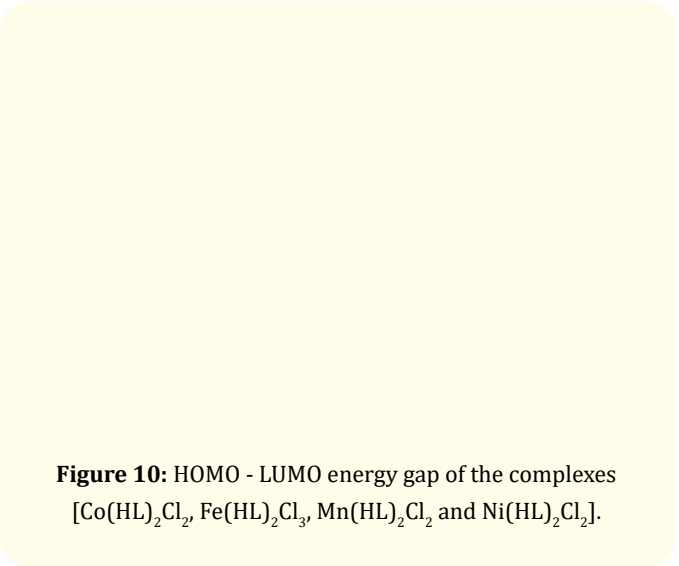 Figure 10: HOMO - LUMO energy gap of the complexes
[Co(HL)₂Cl₂, Fe(HL)₂Cl₃, Mn(HL)₂Cl₂ and Ni(HL)₂Cl₂].